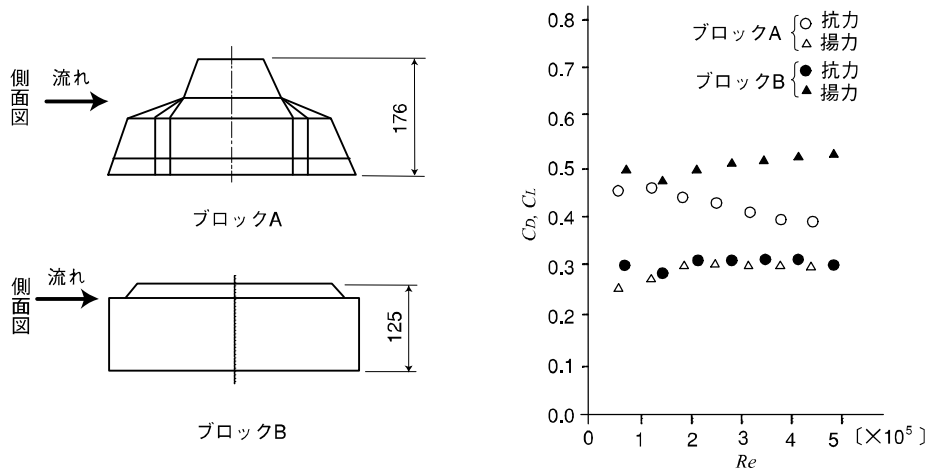 側面図
流れ
176
ブロックA
側面図
流れ
125
ブロックB
ブロックA { ○ 抗力
△ 揚力
ブロックB { ● 抗力
▲ 揚力
0.8
0.7
0.6
0.5
0.4
0.3
0.2
0.1
0.0
C_D, C_L
0 1 2 3 4 5 〔×10⁵〕
Re